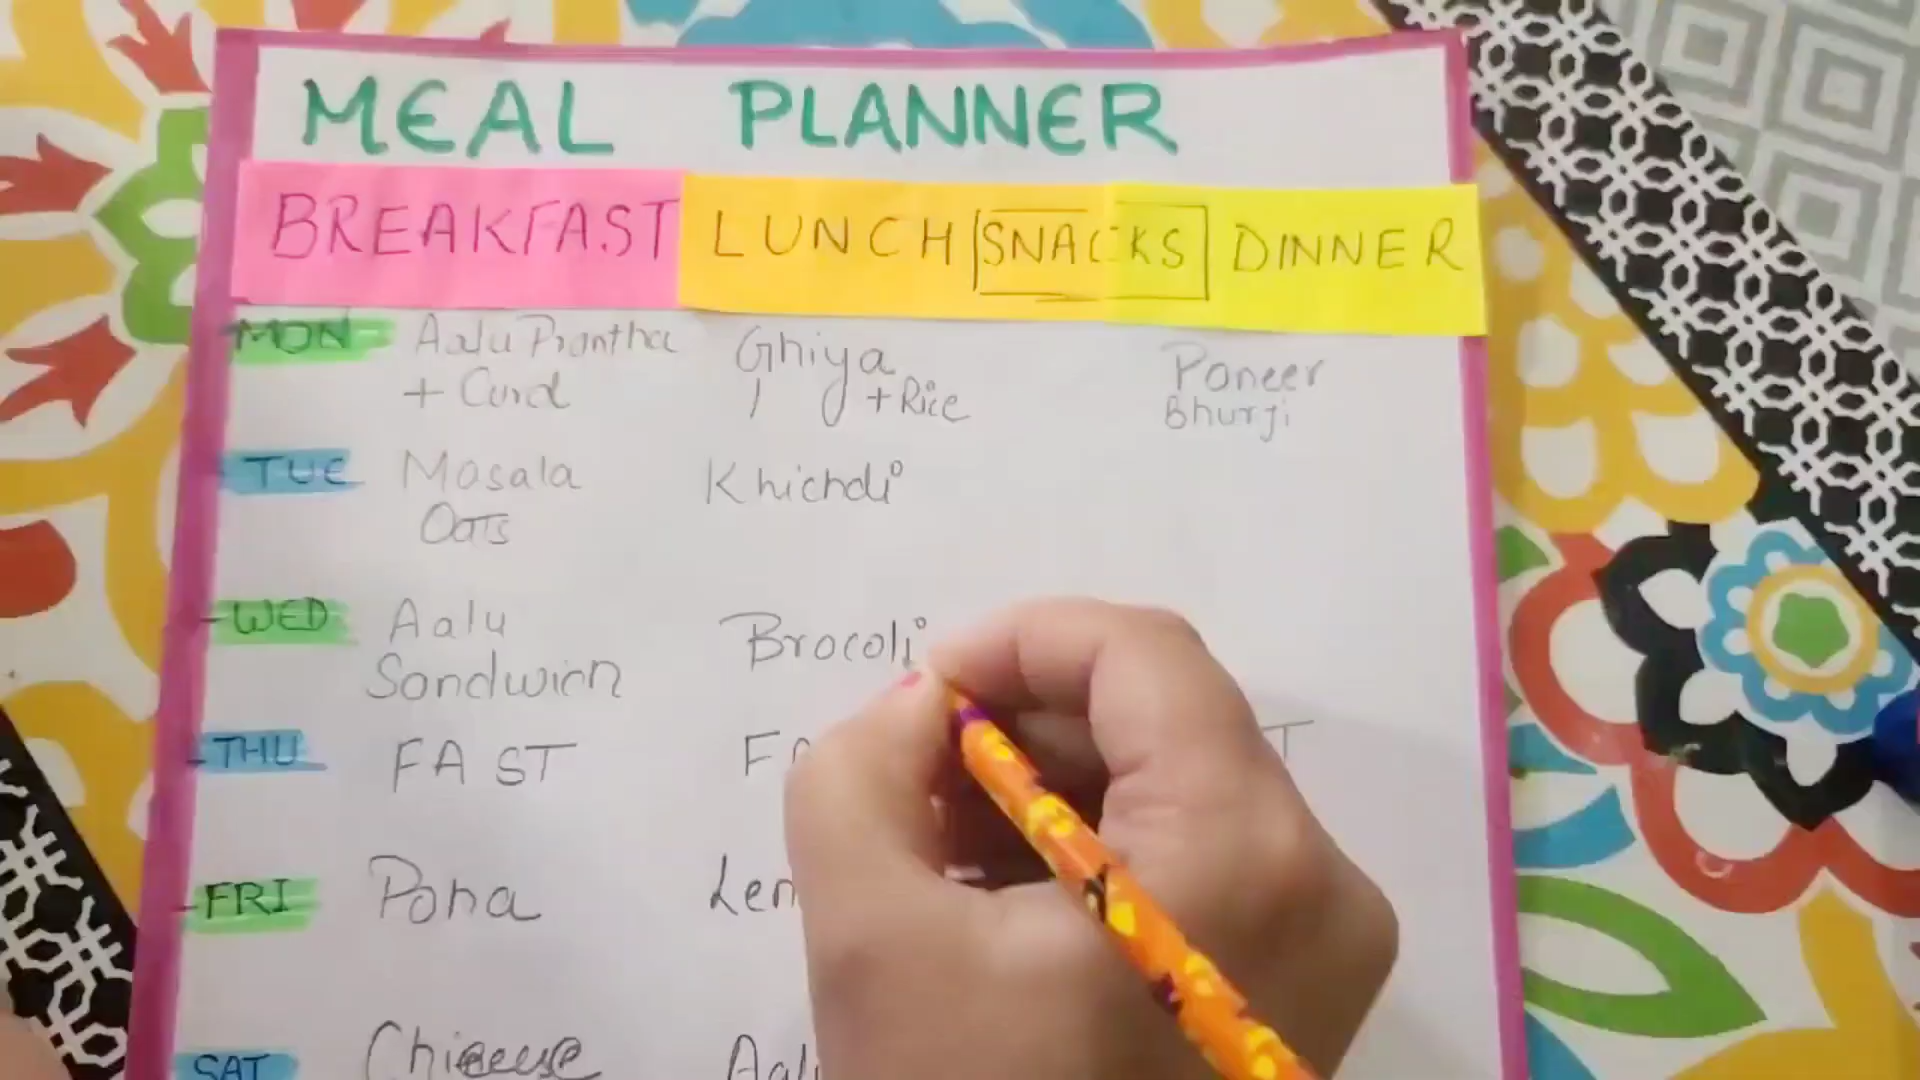 MEAL PLANNER
BREAKFAST LUNCH SNACKS DINNER
MON Aalu Prantha Ghiya Paneer
+ Curd + Rice Bhurji
TUE Masala Khichdi
Oats
WED Aalu Brocoli
Sandwich
THU FAST
FRI Poha
SAT